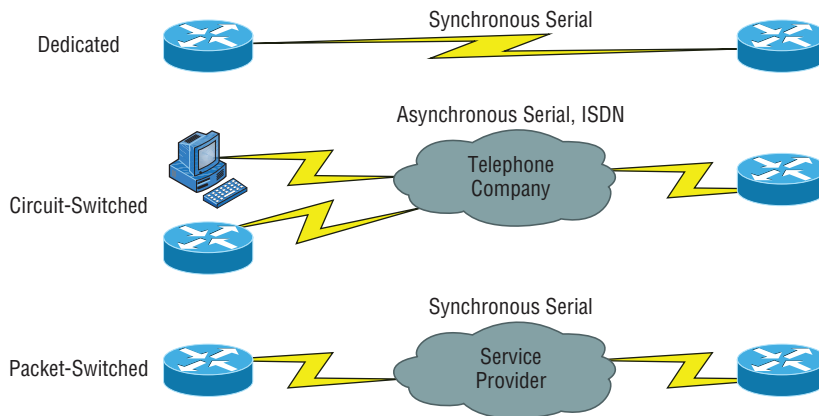 Synchronous Serial
Dedicated
Asynchronous Serial, ISDN
Telephone
Company
Circuit-Switched
Synchronous Serial
Service
Provider
Packet-Switched